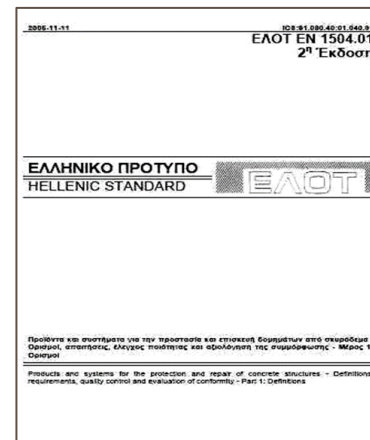 2005-11-11 ICS:91.080.40;01.040.9
ΕΛΟΤ EN 1504.01
2η Έκδοση
ΕΛΛΗΝΙΚΟ ΠΡΟΤΥΠΟ
HELLENIC STANDARD
ΕΛΟΤ
Προϊόντα και συστήματα για την προστασία και επισκευή δομημάτων από σκυρόδεμα
Ορισμοί, απαιτήσεις, έλεγχος ποιότητας και αξιολόγηση της συμμόρφωσης - Μέρος 1
Ορισμοί
Products and systems for the protection and repair of concrete structures - Definitions
requirements, quality control and evaluation of conformity - Part 1: Definitions